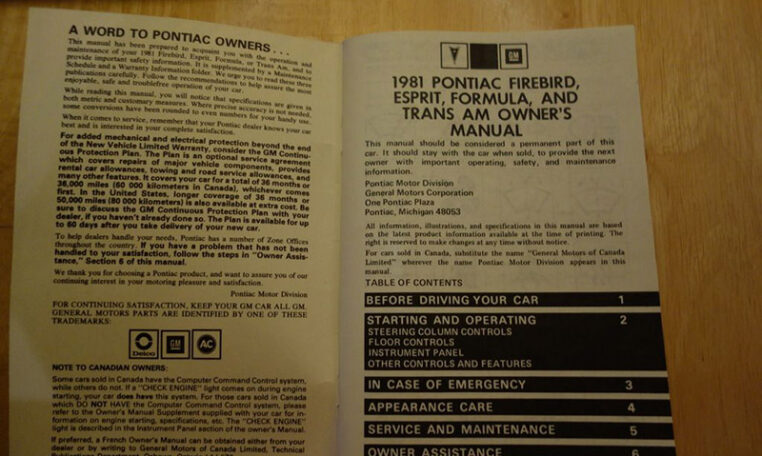 A WORD TO PONTIAC OWNERS . . .
This manual has been prepared to acquaint you with the operation and
maintenance of your 1981 Firebird, Esprit, Formula, or Trans Am, and to
provide important safety information. It is supplemented by a Maintenance
Schedule and a Warranty Information folder. We urge you to read these three
publications carefully. Follow the recommendations to help assure the most
enjoyable, safe and troublefree operation of your car.
While reading this manual, you will notice that specifications are given in
both metric and customary measures. Where precise accuracy is not needed,
some conversions have been rounded to even numbers for your handy use.
When it comes to service, remember that your Pontiac dealer knows your car
best and is interested in your complete satisfaction.
For added mechanical and electrical protection beyond the end
of the New Vehicle Limited Warranty, consider the GM Continu-
ous Protection Plan. The Plan is an optional service agreement
which covers repairs of major vehicle components, provides
rental car allowances, towing and road service allowances, and
many other features. It covers your car for a total of 36 months or
36,000 miles (60 000 kilometers in Canada), whichever comes
first. In the United States, longer coverage of 36 months or
50,000 miles (80 000 kilometers) is also available at extra cost. Be
sure to discuss the GM Continuous Protection Plan with your
dealer, if you haven't already done so. The Plan is available for up
to 60 days after you take delivery of your new car.
To help dealers handle your needs, Pontiac has a number of Zone Offices
throughout the country. If you have a problem that has not been
handled to your satisfaction, follow the steps in "Owner Assis-
tance," Section 6 of this manual.
We thank you for choosing a Pontiac product, and want to assure you of our
continuing interest in your motoring pleasure and satisfaction.
Pontiac Motor Division
FOR CONTINUING SATISFACTION, KEEP YOUR GM CAR ALL GM.
GENERAL MOTORS PARTS ARE IDENTIFIED BY ONE OF THESE
TRADEMARKS:
Delco GM AC
NOTE TO CANADIAN OWNERS:
Some cars sold in Canada have the Computer Command Control system,
while others do not. If a "CHECK ENGINE" light comes on during engine
starting, your car does have this system. For those cars sold in Canada
which DO NOT HAVE the Computer Command Control system, please
refer to the Owner's Manual Supplement supplied with your car for in-
formation on engine starting, specifications, etc. The "CHECK ENGINE"
light is described in the Instrument Panel section of the owner's Manual.
If preferred, a French Owner's Manual can be obtained either from your
dealer or by writing to General Motors of Canada Limited, Technical
GM
1981 PONTIAC FIREBIRD,
ESPRIT, FORMULA, AND
TRANS AM OWNER'S
MANUAL
This manual should be considered a permanent part of this
car. It should stay with the car when sold, to provide the next
owner with important operating, safety, and maintenance
information.
Pontiac Motor Division
General Motors Corporation
One Pontiac Plaza
Pontiac, Michigan 48053
All information, illustrations, and specifications in this manual are based
on the latest product information available at the time of printing. The
right is reserved to make changes at any time without notice.
For cars sold in Canada, substitute the name "General Motors of Canada
Limited" wherever the name Pontiac Motor Division appears in this
manual.
TABLE OF CONTENTS
BEFORE DRIVING YOUR CAR 1
STARTING AND OPERATING 2
STEERING COLUMN CONTROLS
FLOOR CONTROLS
INSTRUMENT PANEL
OTHER CONTROLS AND FEATURES
IN CASE OF EMERGENCY 3
APPEARANCE CARE 4
SERVICE AND MAINTENANCE 5
OWNER ASSISTANCE 6